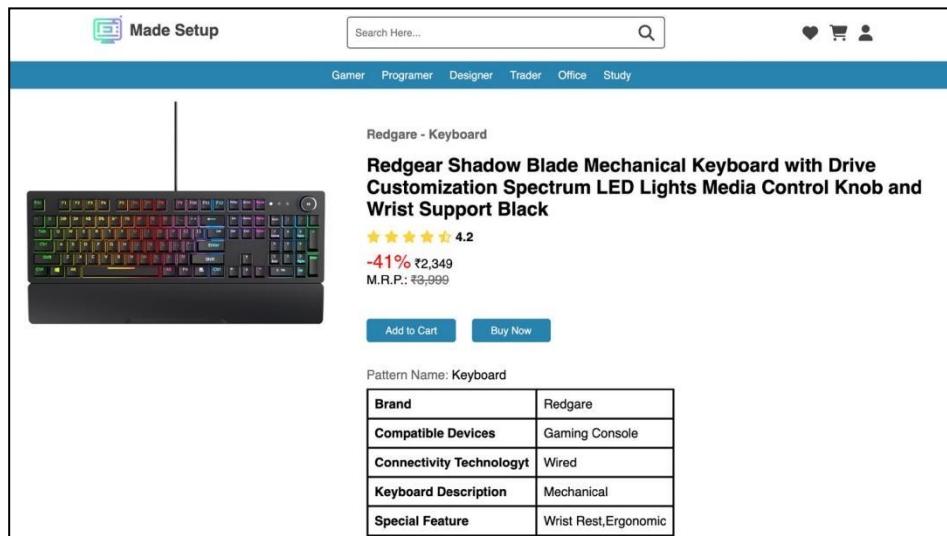 Made Setup
Search Here...
Gamer Programer Designer Trader Office Study
Redgare - Keyboard
Redgear Shadow Blade Mechanical Keyboard with Drive
Customization Spectrum LED Lights Media Control Knob and
Wrist Support Black
4.2
-41% ₹2,349
M.R.P.: ₹3,999
Add to Cart Buy Now
Pattern Name: Keyboard
Brand Redgare
Compatible Devices Gaming Console
Connectivity Technologyt Wired
Keyboard Description Mechanical
Special Feature Wrist Rest,Ergonomic